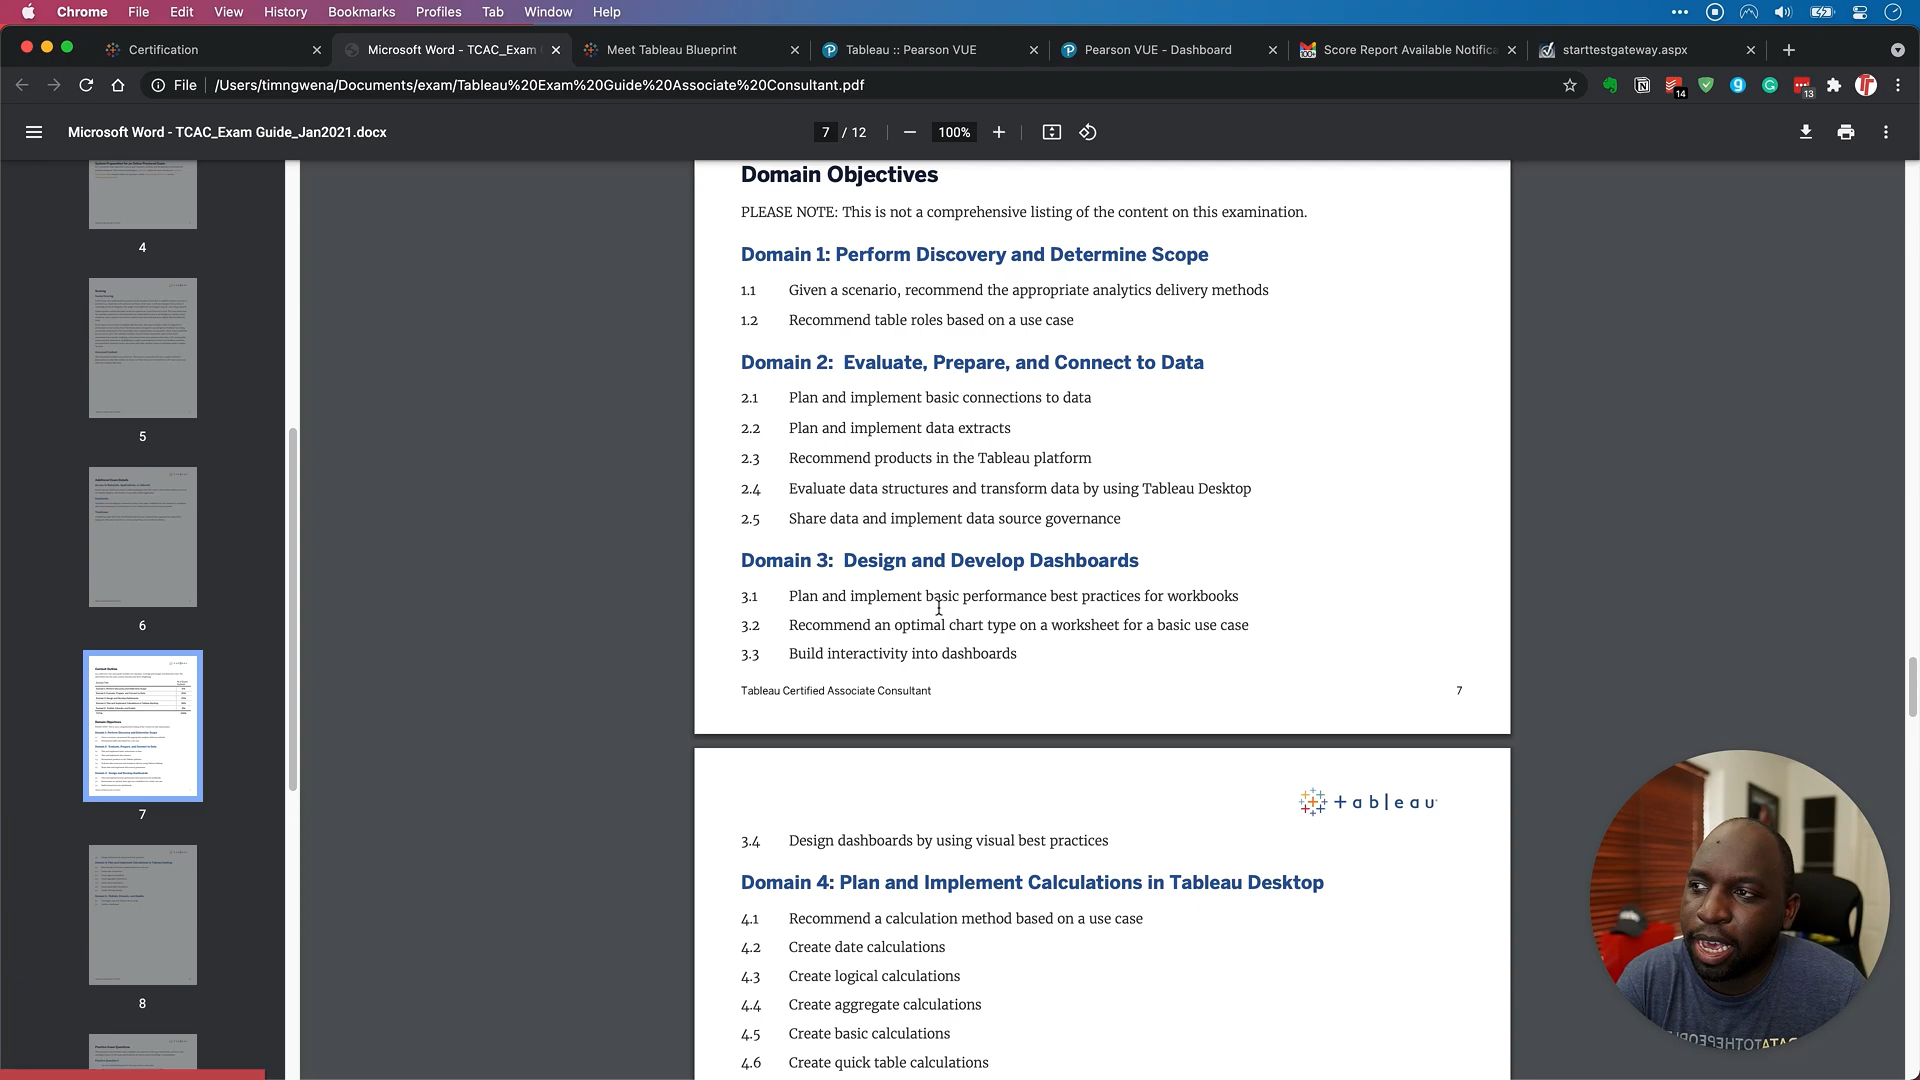 Chrome File Edit View History Bookmarks Profiles Tab Window Help
Certification
Microsoft Word - TCAC_Exam
Meet Tableau Blueprint
Tableau :: Pearson VUE
Pearson VUE - Dashboard
Score Report Available Notifica
starttestgateway.aspx
File /Users/timngwena/Documents/exam/Tableau%20Exam%20Guide%20Associate%20Consultant.pdf
14
13
Microsoft Word - TCAC_Exam Guide_Jan2021.docx
7 / 12
100%
4
5
6
7
8
Domain Objectives
PLEASE NOTE: This is not a comprehensive listing of the content on this examination.
Domain 1: Perform Discovery and Determine Scope
1.1 Given a scenario, recommend the appropriate analytics delivery methods
1.2 Recommend table roles based on a use case
Domain 2: Evaluate, Prepare, and Connect to Data
2.1 Plan and implement basic connections to data
2.2 Plan and implement data extracts
2.3 Recommend products in the Tableau platform
2.4 Evaluate data structures and transform data by using Tableau Desktop
2.5 Share data and implement data source governance
Domain 3: Design and Develop Dashboards
3.1 Plan and implement basic performance best practices for workbooks
3.2 Recommend an optimal chart type on a worksheet for a basic use case
3.3 Build interactivity into dashboards
Tableau Certified Associate Consultant 7
+ableau
3.4 Design dashboards by using visual best practices
Domain 4: Plan and Implement Calculations in Tableau Desktop
4.1 Recommend a calculation method based on a use case
4.2 Create date calculations
4.3 Create logical calculations
4.4 Create aggregate calculations
4.5 Create basic calculations
4.6 Create quick table calculations